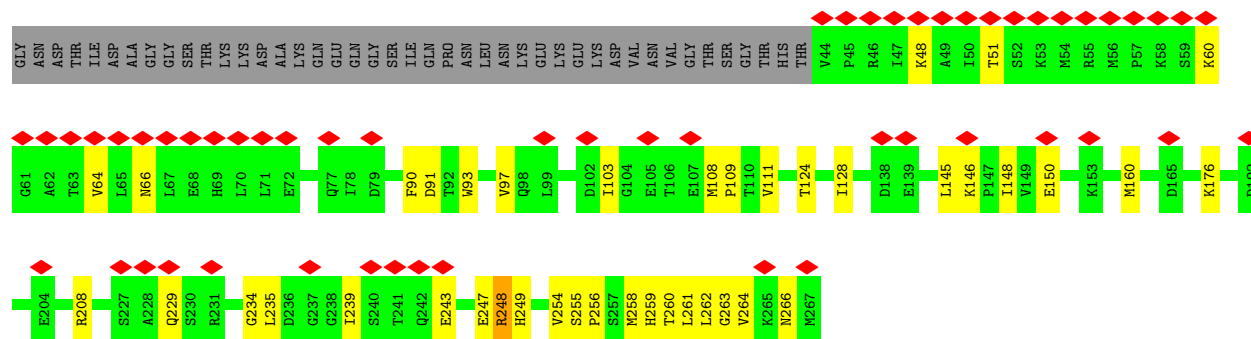 GLY ASN ASP THR ILE ASP ALA GLY GLY SER THR LYS LYS ASP ALA LYS GLN GLU GLN GLY SER ILE GLN PRO ASN LEU ASN LYS GLU LYS GLU LYS ASP VAL ASN VAL GLY THR SER GLY THR HIS THR V44 P45 R46 I47 K48 A49 I50 T51 S52 K53 M54 R55 M56 P57 K58 S59 K60
G61 A62 T63 V64 L65 N66 L67 E68 H69 L70 L71 E72 Q77 I78 D79 F90 D91 T92 W93 V97 Q98 L99 D102 I103 G104 E105 T106 E107 M108 P109 T110 V111 T124 I128 D138 E139 L145 K146 P147 I148 V149 E150 K153 M160 D165 K176
E204 R208 S227 A228 Q229 S230 R231 G234 L235 D236 G237 G238 I239 S240 T241 Q242 E243 E247 R248 H249 V254 S255 P256 S257 M258 H259 T260 L261 L262 G263 V264 K265 N266 M267